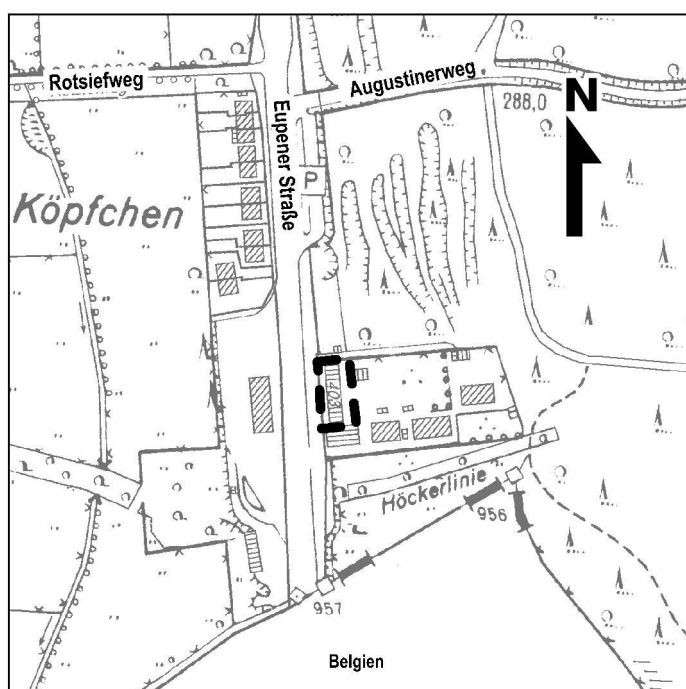 Rotsiefweg
Augustinerweg
Eupener Straße
288,0
N
P
Köpfchen
403
Höckerlinie
956
957
Belgien